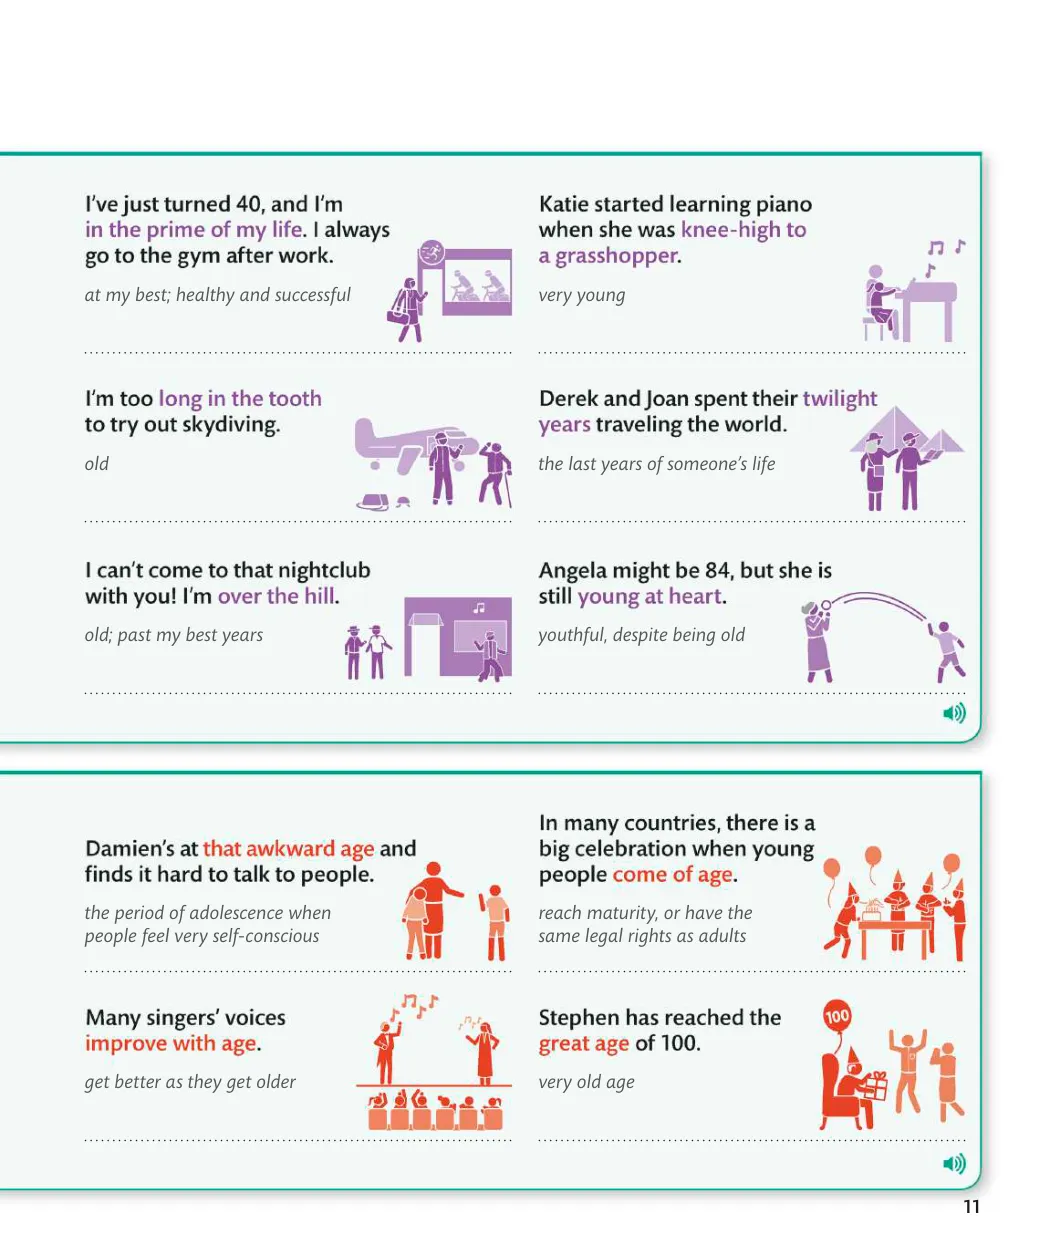 I've just turned 40, and I'm
in the prime of my life. I always
go to the gym after work.
at my best; healthy and successful
Katie started learning piano
when she was knee-high to
a grasshopper.
very young
I'm too long in the tooth
to try out skydiving.
old
Derek and Joan spent their twilight
years traveling the world.
the last years of someone's life
I can't come to that nightclub
with you! I'm over the hill.
old; past my best years
Angela might be 84, but she is
still young at heart.
youthful, despite being old
Damien's at that awkward age and
finds it hard to talk to people.
the period of adolescence when
people feel very self-conscious
In many countries, there is a
big celebration when young
people come of age.
reach maturity, or have the
same legal rights as adults
Many singers' voices
improve with age.
get better as they get older
Stephen has reached the
great age of 100.
very old age
100
11